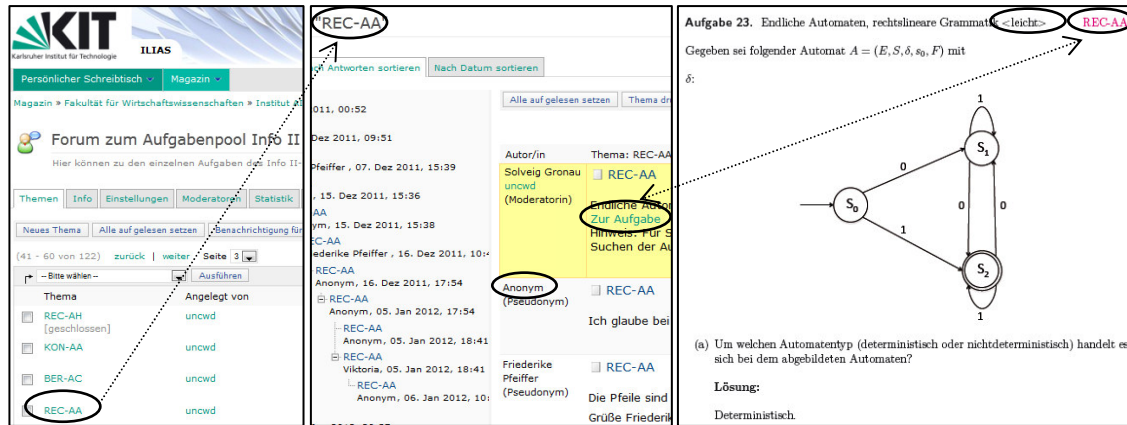 KIT
Karlsruher Institut für Technologie
ILIAS
Persönlicher Schreibtisch Magazin
Magazin » Fakultät für Wirtschaftswissenschaften » Institut
Forum zum Aufgabenpool Info II
Hier können zu den einzelnen Aufgaben des Info II-
Themen Info Einstellungen Moderatoren Statistik
Neues Thema Alle auf gelesen setzen Benachrichtigung für
(41 - 60 von 122) zurück | weiter Seite 3
-- Bitte wählen -- Ausführen
Thema Angelegt von
REC-AH uncwd
[geschlossen]
KON-AA uncwd
BER-AC uncwd
REC-AA uncwd
"REC-AA"
ch Antworten sortieren Nach Datum sortieren
011, 00:52
Dez 2011, 09:51
Pfeiffer , 07. Dez 2011, 15:39
, 15. Dez 2011, 15:36
AA
ym, 15. Dez 2011, 15:38
EC-AA
ederike Pfeiffer , 16. Dez 2011, 10:4
REC-AA
Anonym, 16. Dez 2011, 17:54
REC-AA
Anonym, 05. Jan 2012, 17:54
REC-AA
Anonym, 05. Jan 2012, 18:41
REC-AA
Viktoria, 05. Jan 2012, 18:41
REC-AA
Anonym, 06. Jan 2012, 10:
Alle auf gelesen setzen Thema dru
Autor/in Thema: REC-AA
Solveig Gronau REC-AA
uncwd
(Moderatorin)
Endliche Autom
Zur Aufgabe
Hinweis: Für S
Suchen der Au
Anonym REC-AA
(Pseudonym)
Ich glaube bei
Friederike REC-AA
Pfeiffer
(Pseudonym)
Die Pfeile sind
Grüße Friederik
Aufgabe 23. Endliche Automaten, rechtslineare Grammatik <leicht> REC-AA
Gegeben sei folgender Automat A = (E, S, δ, s₀, F) mit
δ:
1
S₁
0
S₀
0 0
1
S₂
1
(a) Um welchen Automatentyp (deterministisch oder nichtdeterministisch) handelt es
sich bei dem abgebildeten Automaten?
Lösung:
Deterministisch.